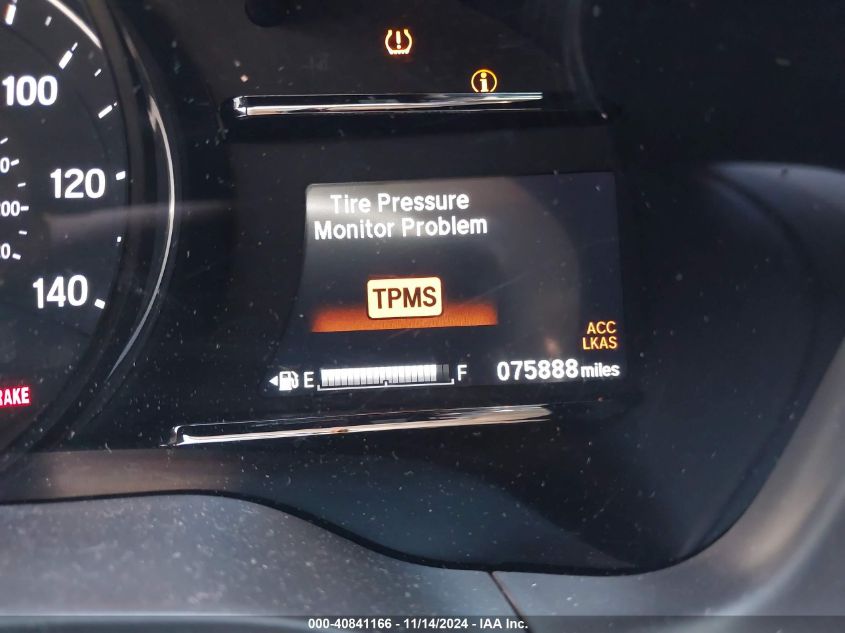 100
120
140
Tire Pressure
Monitor Problem
TPMS
ACC
LKAS
E
F
075888 miles
000-40841166 - 11/14/2024 - IAA Inc.